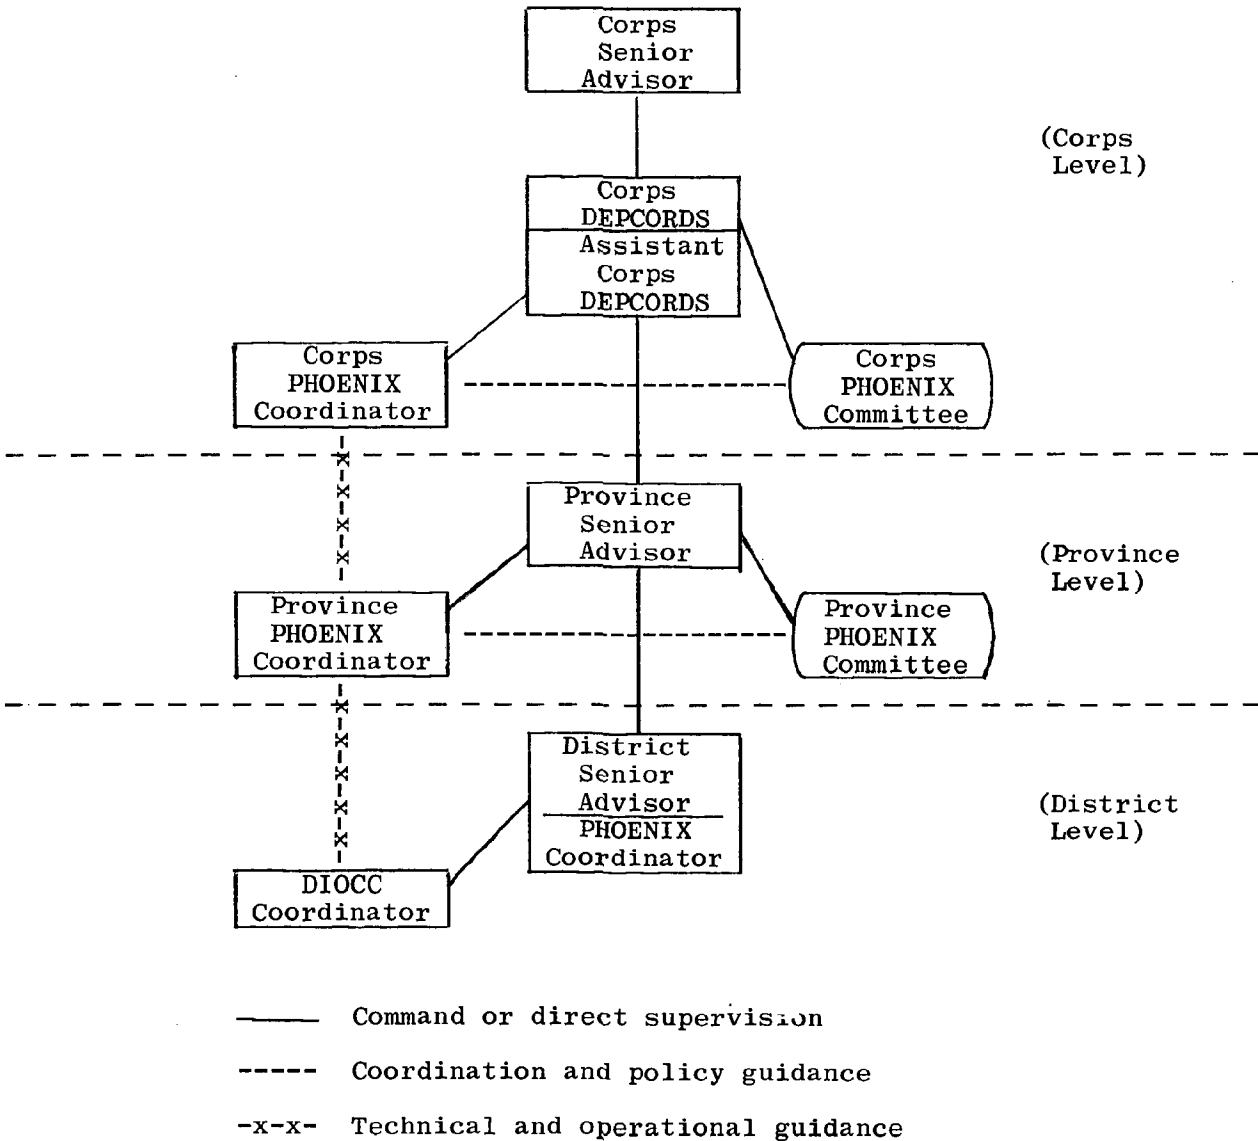 Corps
Senior
Advisor
(Corps
Level)
Corps
DEPCORDS
Assistant
Corps
DEPCORDS
Corps
PHOENIX
Coordinator
Corps
PHOENIX
Committee
Province
Senior
Advisor
(Province
Level)
Province
PHOENIX
Coordinator
Province
PHOENIX
Committee
District
Senior
Advisor
PHOENIX
Coordinator
(District
Level)
DIOCC
Coordinator
Command or direct supervision
----- Coordination and policy guidance
-x-x- Technical and operational guidance